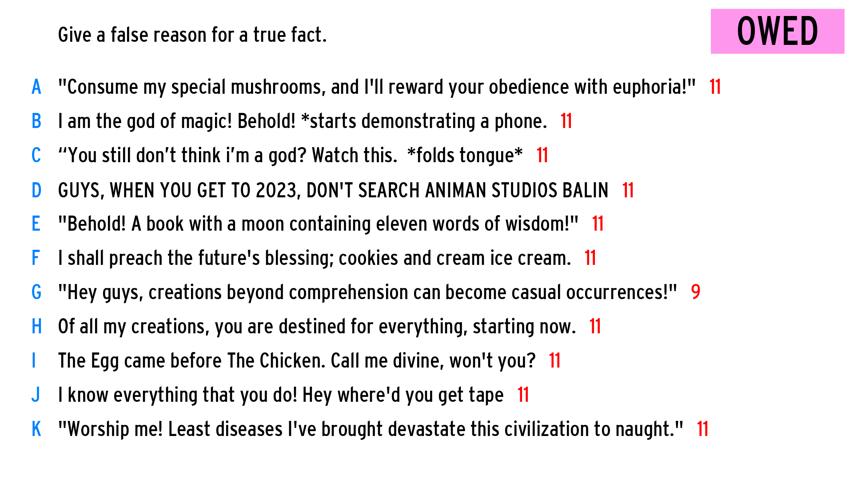 Give a false reason for a true fact.
OWED
A "Consume my special mushrooms, and I'll reward your obedience with euphoria!" 11
B I am the god of magic! Behold! *starts demonstrating a phone. 11
C “You still don’t think i’m a god? Watch this. *folds tongue* 11
D GUYS, WHEN YOU GET TO 2023, DON'T SEARCH ANIMAN STUDIOS BALIN 11
E "Behold! A book with a moon containing eleven words of wisdom!" 11
F I shall preach the future's blessing; cookies and cream ice cream. 11
G "Hey guys, creations beyond comprehension can become casual occurrences!" 9
H Of all my creations, you are destined for everything, starting now. 11
I The Egg came before The Chicken. Call me divine, won't you? 11
J I know everything that you do! Hey where'd you get tape 11
K "Worship me! Least diseases I've brought devastate this civilization to naught." 11